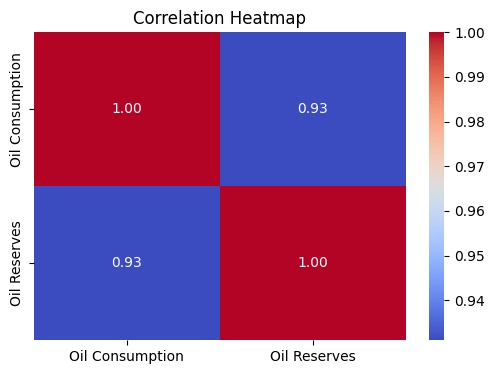 Correlation Heatmap
Oil Consumption
Oil Reserves
1.00
0.93
0.93
1.00
Oil Consumption
Oil Reserves
1.00
0.99
0.98
0.97
0.96
0.95
0.94